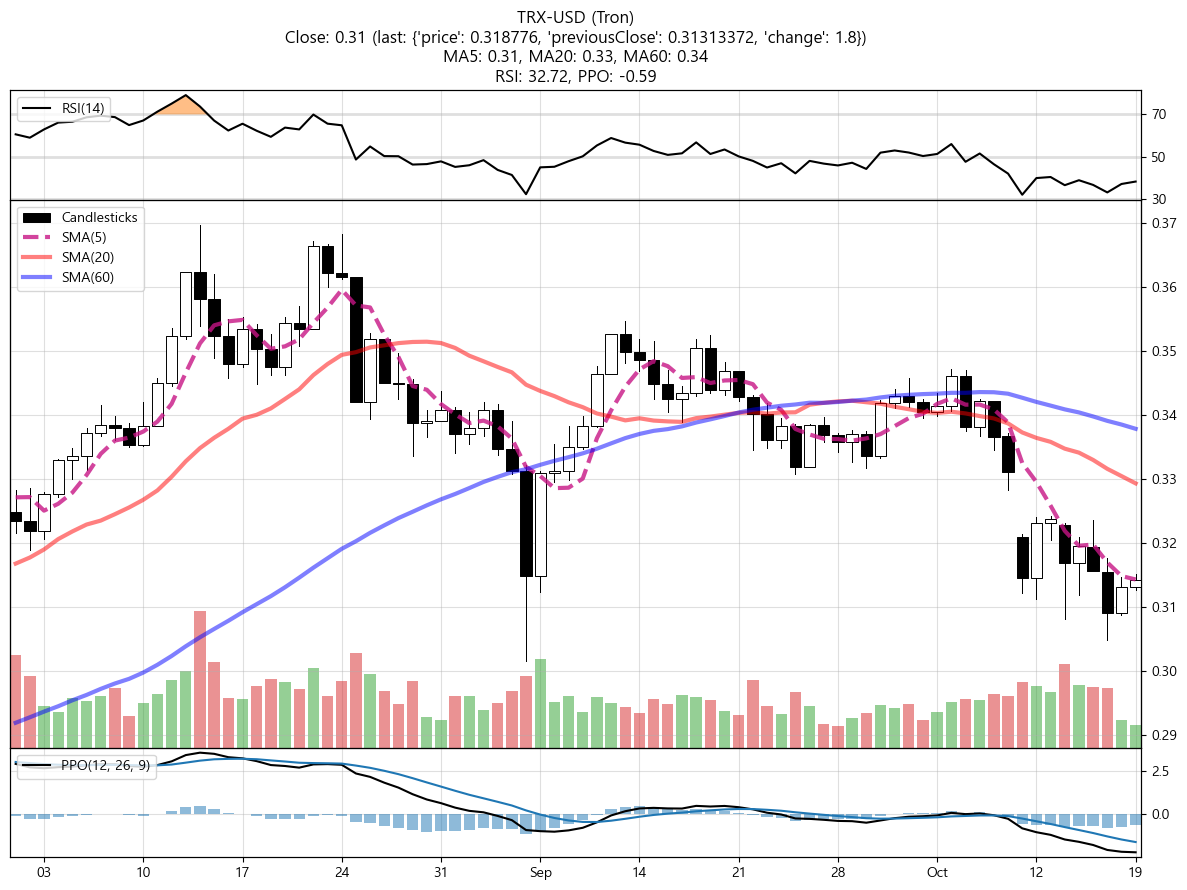 TRX-USD (Tron)
Close: 0.31 (last: {'price': 0.318776, 'previousClose': 0.31313372, 'change': 1.8})
MA5: 0.31, MA20: 0.33, MA60: 0.34
RSI: 32.72, PPO: -0.59
RSI(14)
70
50
30
Candlesticks
SMA(5)
SMA(20)
SMA(60)
0.37
0.36
0.35
0.34
0.33
0.32
0.31
0.30
0.29
PPO(12, 26, 9)
2.5
0.0
03 10 17 24 31 Sep 14 21 28 Oct 12 19